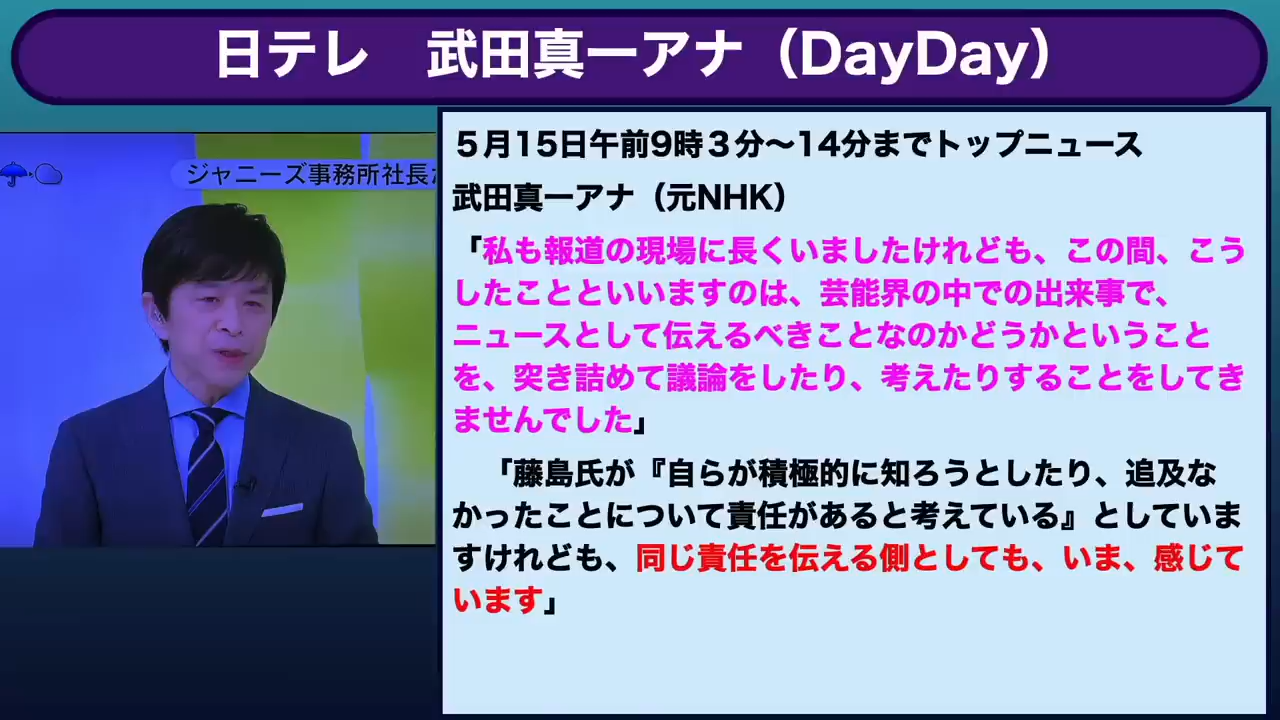 日テレ　武田真一アナ（DayDay）
ジャニーズ事務所社長
５月15日午前9時３分〜14分までトップニュース
武田真一アナ（元NHK）
「私も報道の現場に長くいましたけれども、この間、こう
したことといいますのは、芸能界の中での出来事で、
ニュースとして伝えるべきことなのかどうかということ
を、突き詰めて議論をしたり、考えたりすることをしてき
ませんでした」
「藤島氏が『自らが積極的に知ろうとしたり、追及な
かったことについて責任があると考えている』としていま
すけれども、同じ責任を伝える側としても、いま、感じて
います」